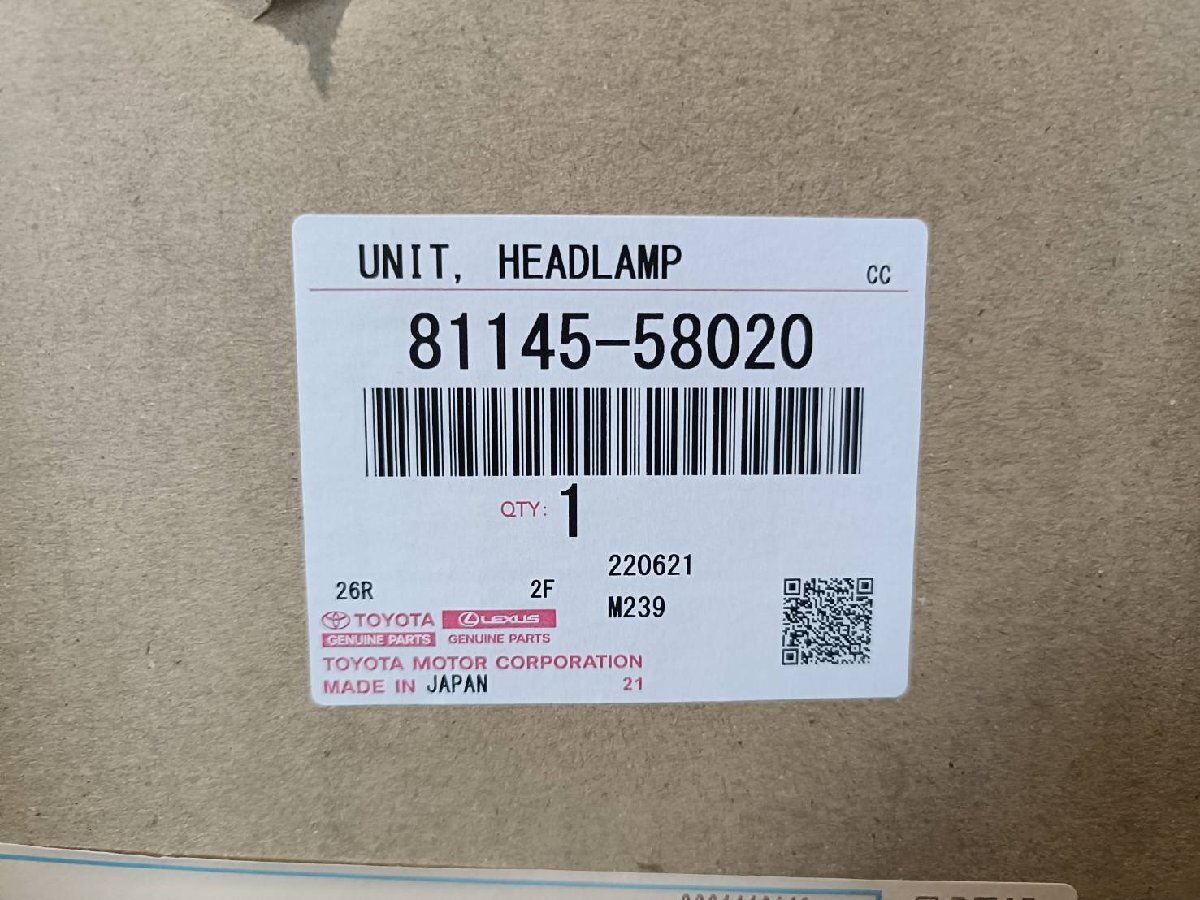 UNIT, HEADLAMP CC
81145-58020
QTY: 1
220621
26R 2F
M239
TOYOTA LEXUS
GENUINE PARTS GENUINE PARTS
TOYOTA MOTOR CORPORATION
MADE IN JAPAN 21